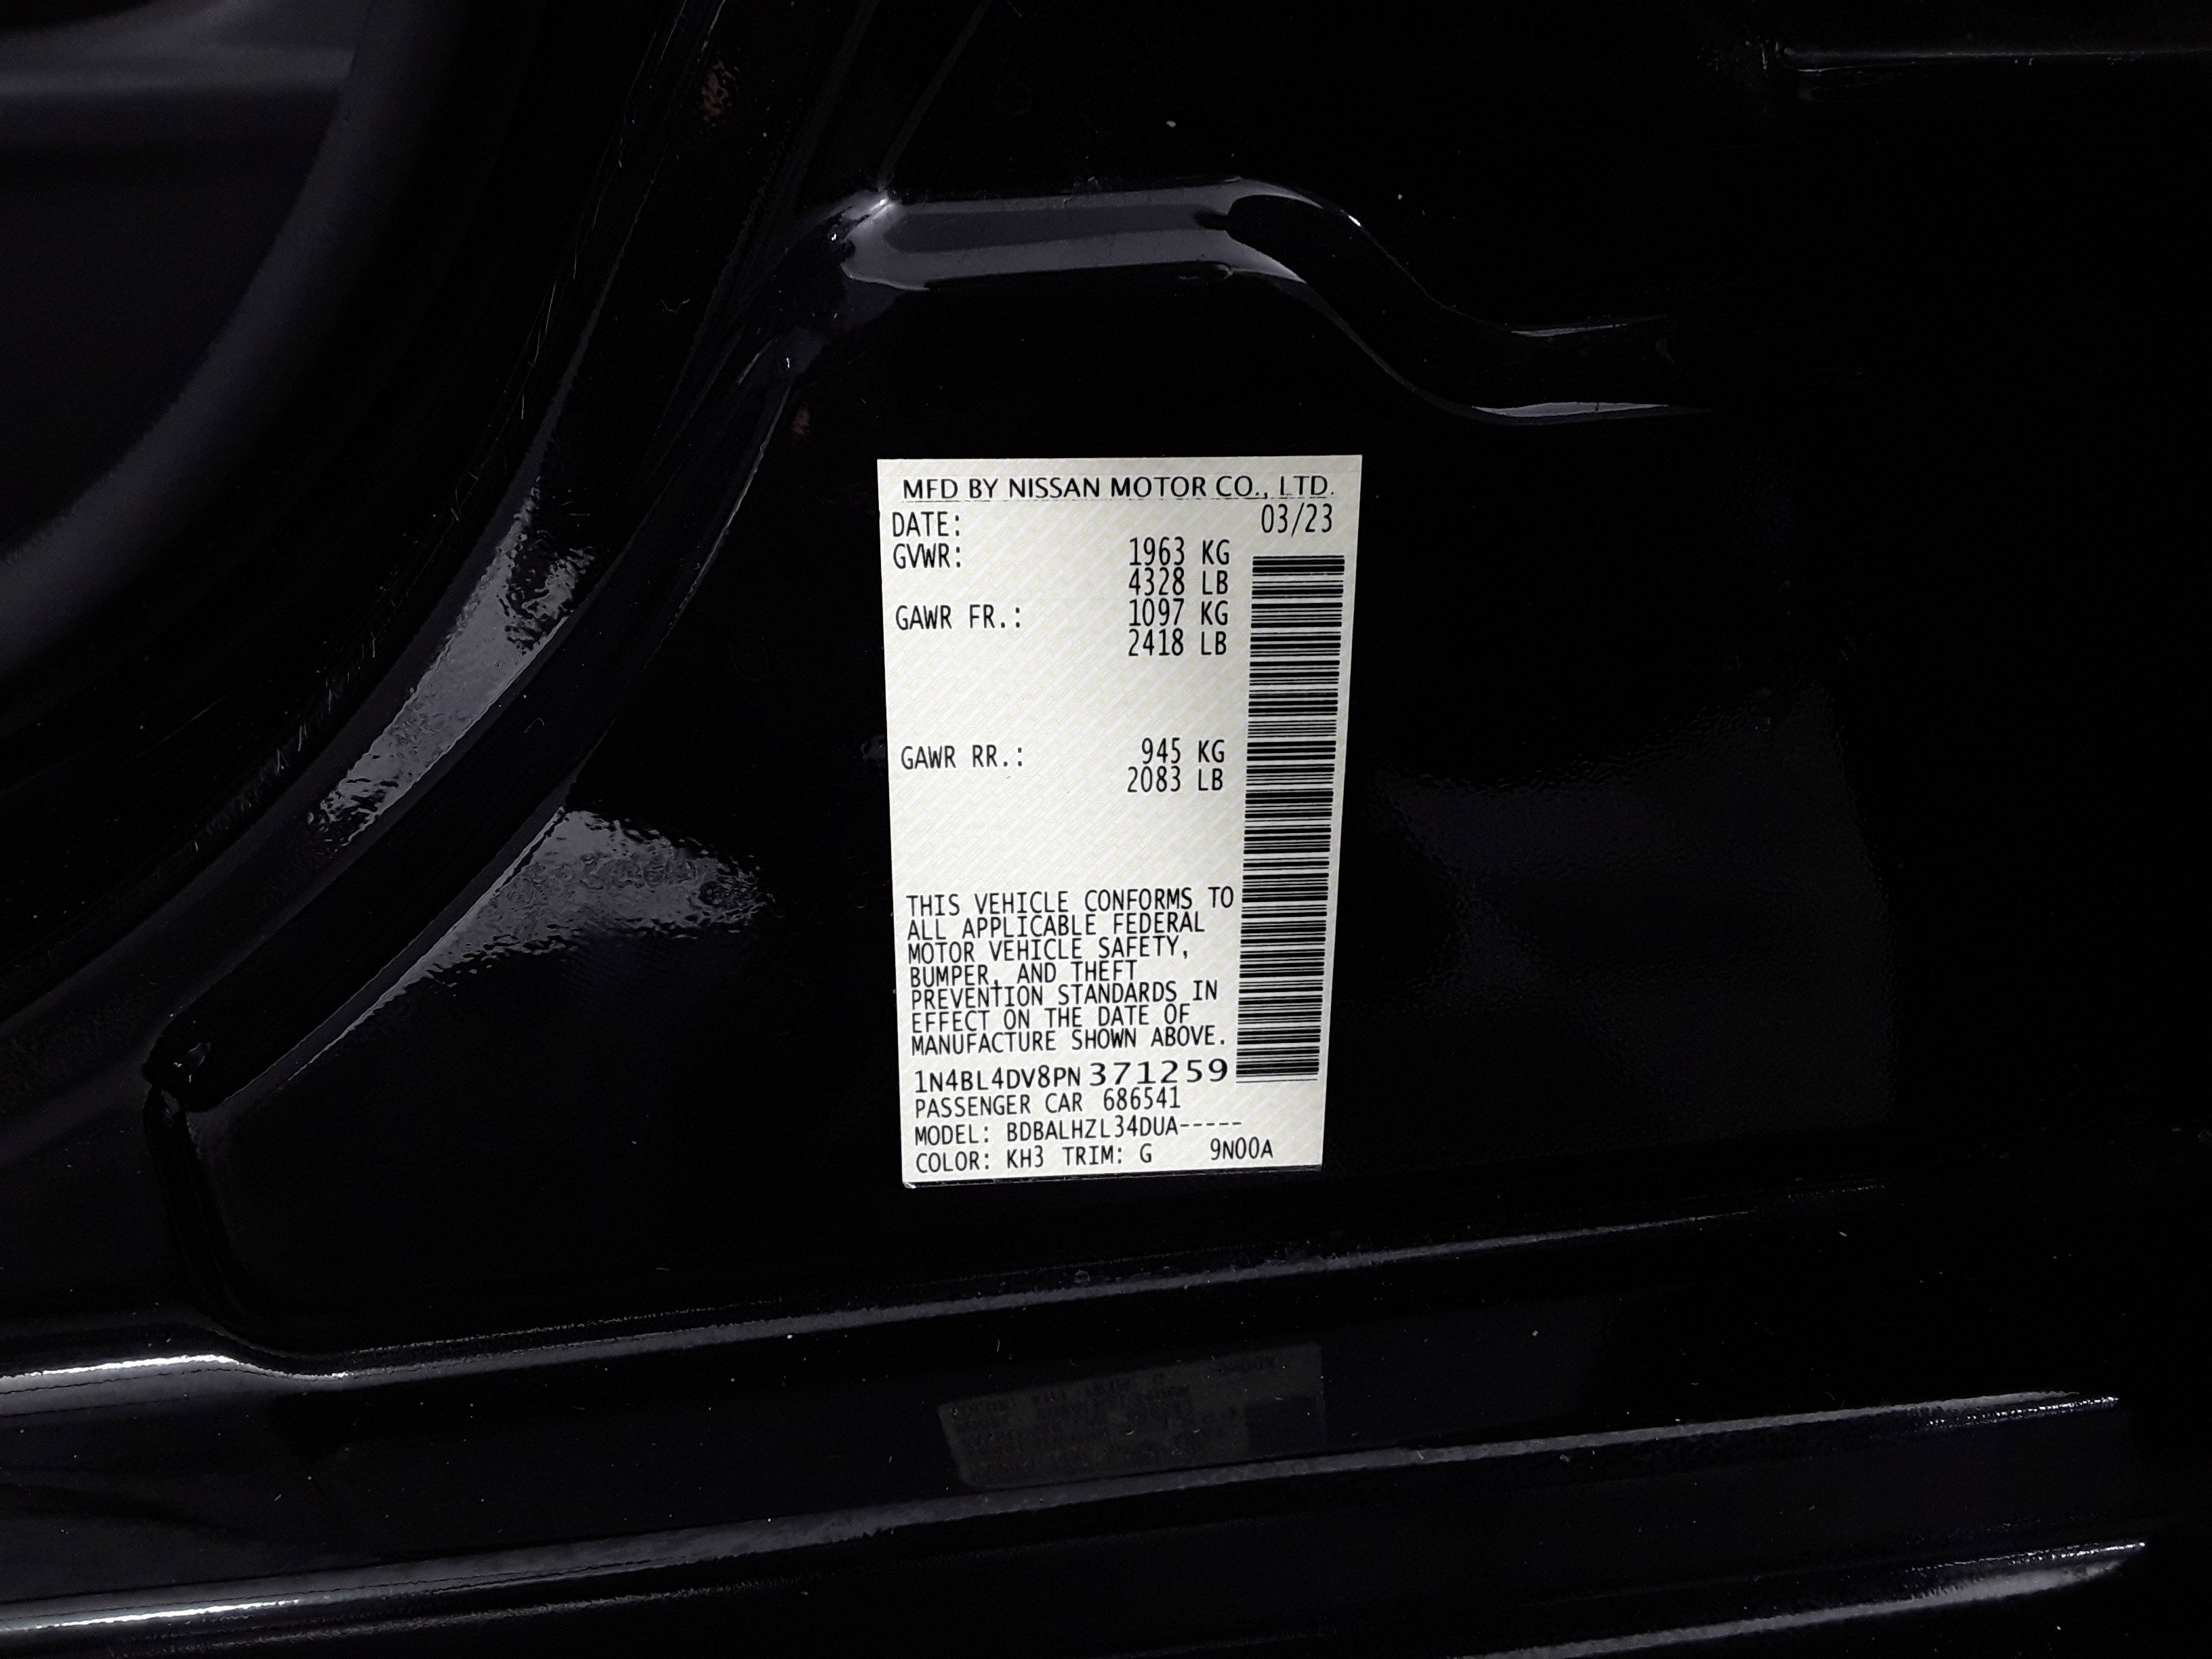 MFD BY NISSAN MOTOR CO., LTD.
DATE: 03/23
GVWR: 1963 KG
4328 LB
GAWR FR.: 1097 KG
2418 LB
GAWR RR.: 945 KG
2083 LB
THIS VEHICLE CONFORMS TO
ALL APPLICABLE FEDERAL
MOTOR VEHICLE SAFETY,
BUMPER, AND THEFT
PREVENTION STANDARDS IN
EFFECT ON THE DATE OF
MANUFACTURE SHOWN ABOVE.
1N4BL4DV8PN371259
PASSENGER CAR 686541
MODEL: BDBALHZL34DUA-----
COLOR: KH3 TRIM: G 9N00A